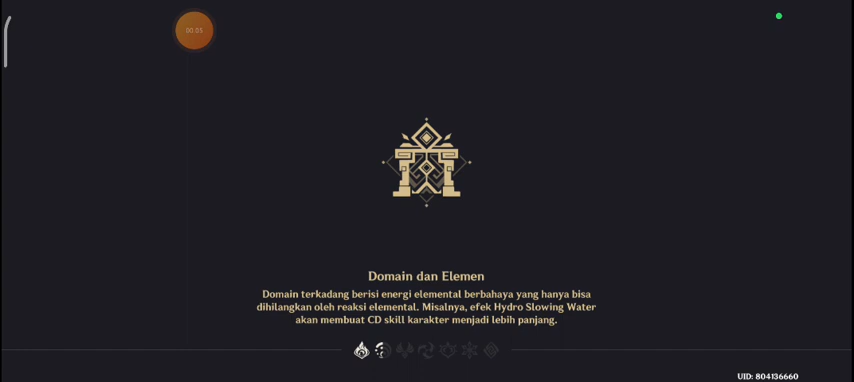 00:05
Domain dan Elemen
Domain terkadang berisi energi elemental berbahaya yang hanya bisa
dihilangkan oleh reaksi elemental. Misalnya, efek Hydro Slowing Water
akan membuat CD skill karakter menjadi lebih panjang.
UID: 804136660